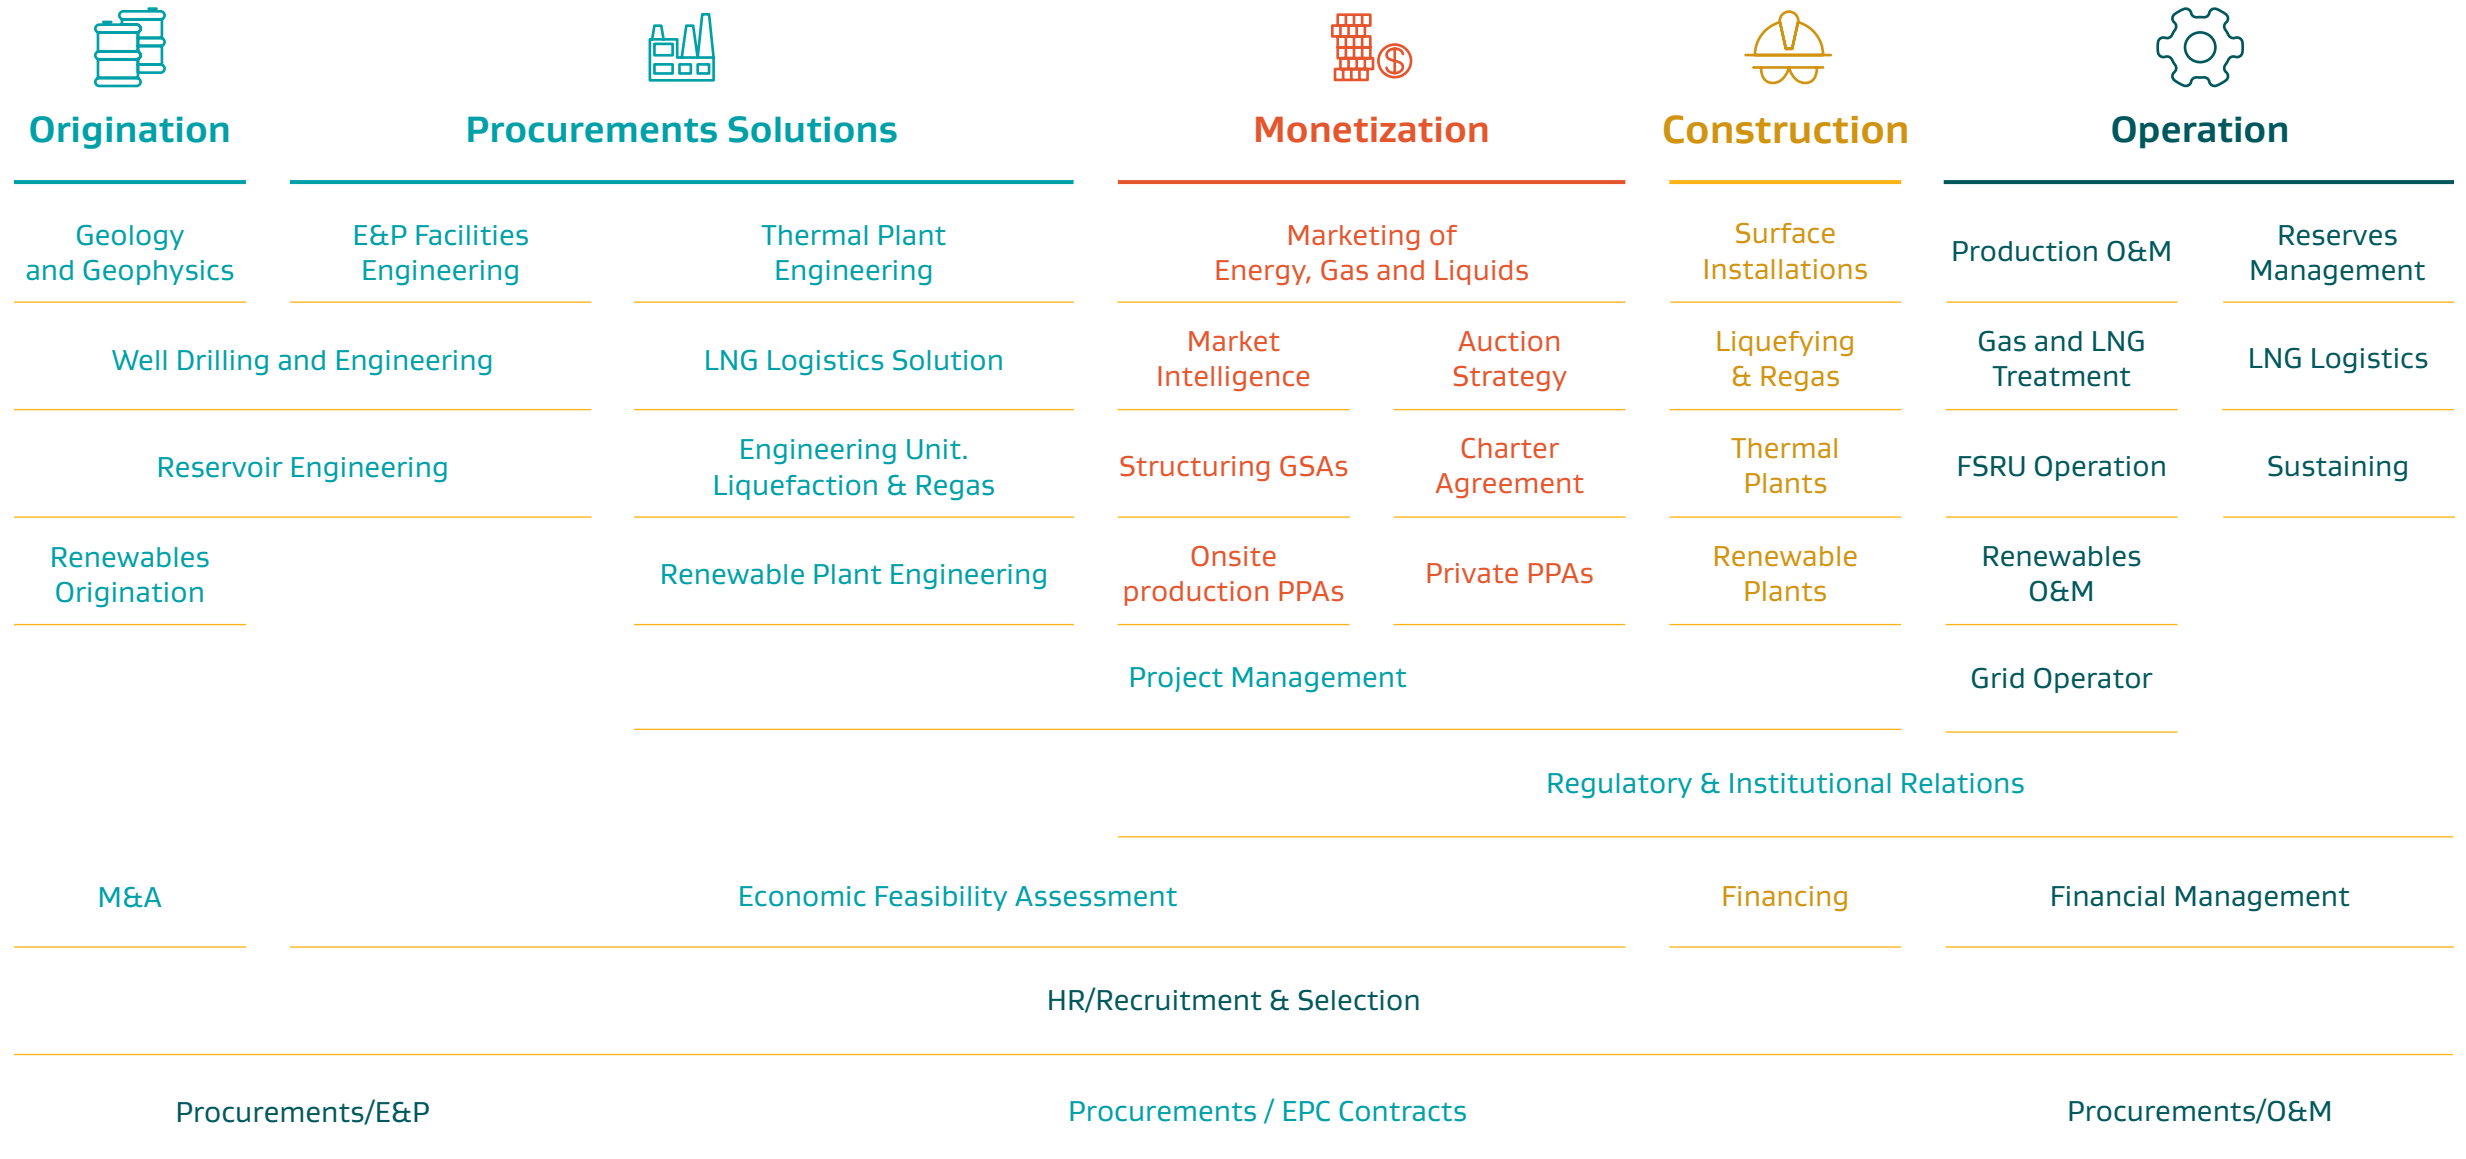 Origination
Procurements Solutions
Monetization
Construction
Operation
Geology
and Geophysics
E&P Facilities
Engineering
Thermal Plant
Engineering
Marketing of
Energy, Gas and Liquids
Surface
Installations
Production O&M
Reserves
Management
Well Drilling and Engineering
LNG Logistics Solution
Market
Intelligence
Auction
Strategy
Liquefying
& Regas
Gas and LNG
Treatment
LNG Logistics
Reservoir Engineering
Engineering Unit.
Liquefaction & Regas
Structuring GSAs
Charter
Agreement
Thermal
Plants
FSRU Operation
Sustaining
Renewables
Origination
Renewable Plant Engineering
Onsite
production PPAs
Private PPAs
Renewable
Plants
Renewables
O&M
Project Management
Grid Operator
Regulatory & Institutional Relations
M&A
Economic Feasibility Assessment
Financing
Financial Management
HR/Recruitment & Selection
Procurements/E&P
Procurements / EPC Contracts
Procurements/O&M